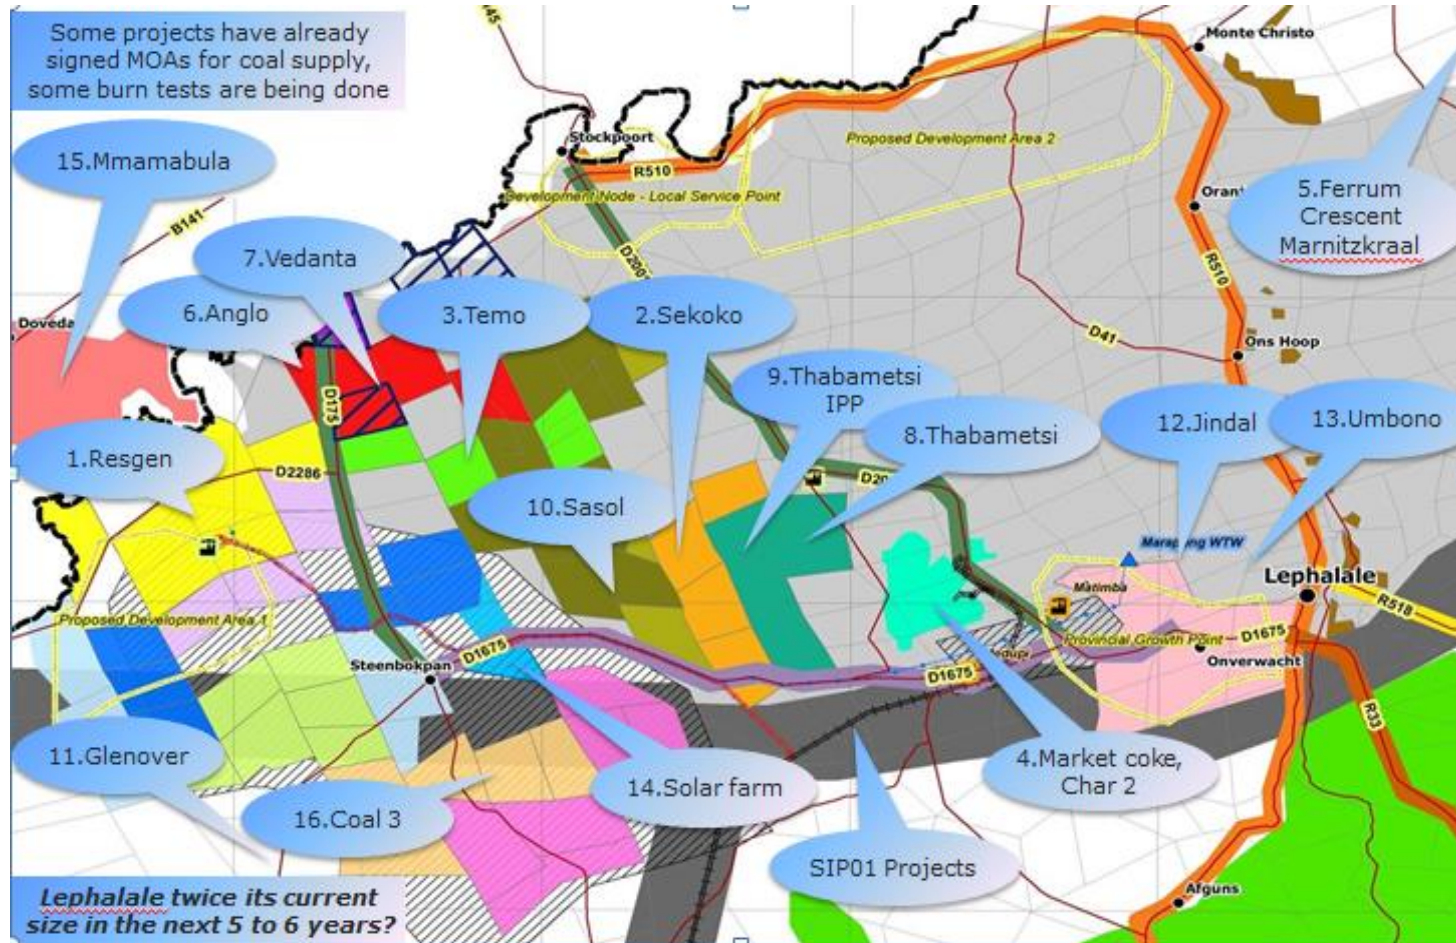 Some projects have already
signed MOAs for coal supply,
some burn tests are being done
Monte Christo
Stockpoort
R510
Proposed Development Area 2
Development Node - Local Service Point
15.Mmamabula
B141
5.Ferrum
Crescent
Marnitzkraal
R510
7.Vedanta
6.Anglo
3.Temo
2.Sekoko
D41
Ons Hoop
D175
9.Thabametsi
IPP
8.Thabametsi
12.Jindal
13.Umbono
1.Resgen
D2286
10.Sasol
Matimba
Lephalale
R518
Proposed Development Area 1
Steenbokpan
D1675
D1675
Provincial Growth Point
D1675
Onverwacht
R33
11.Glenover
16.Coal 3
14.Solar farm
4.Market coke,
Char 2
SIP01 Projects
Afguns
Lephalale twice its current
size in the next 5 to 6 years?